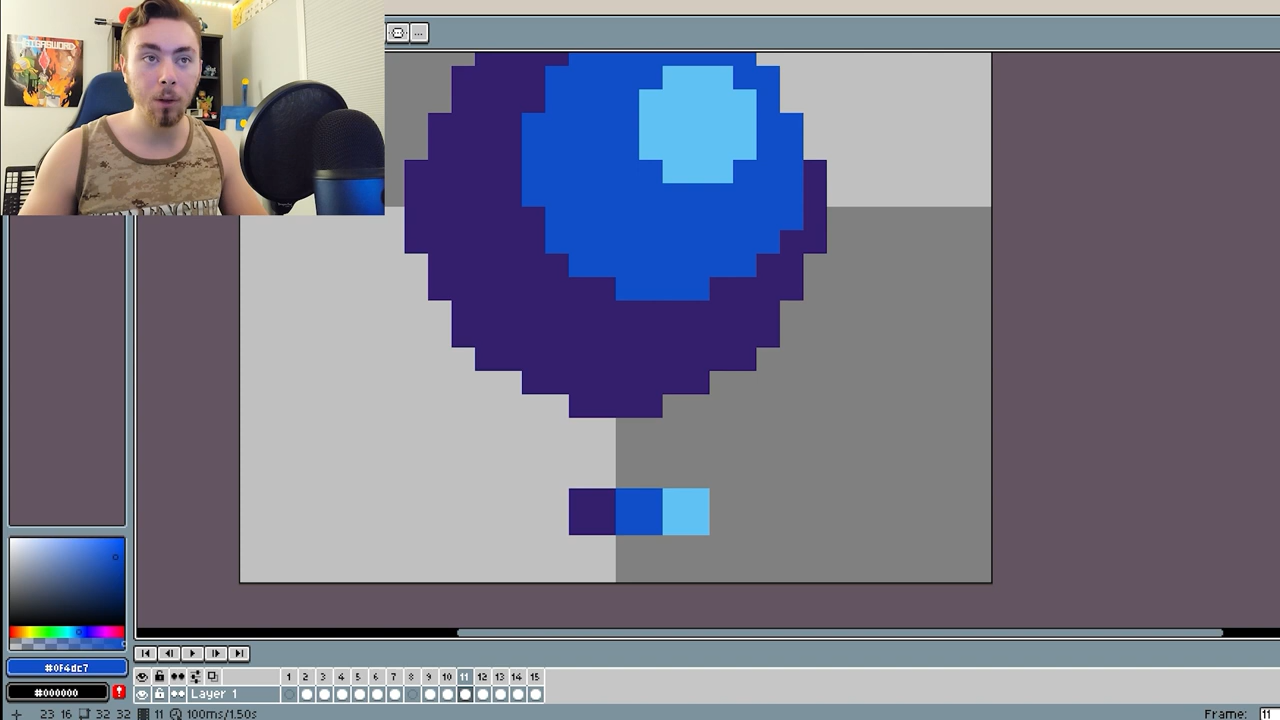 ...
#0F4dc7
#000000
1 2 3 4 5 6 7 8 9 10 11 12 13 14 15
Layer 1
23 16 32 32 11 100ms/1.50s
Frame: 11